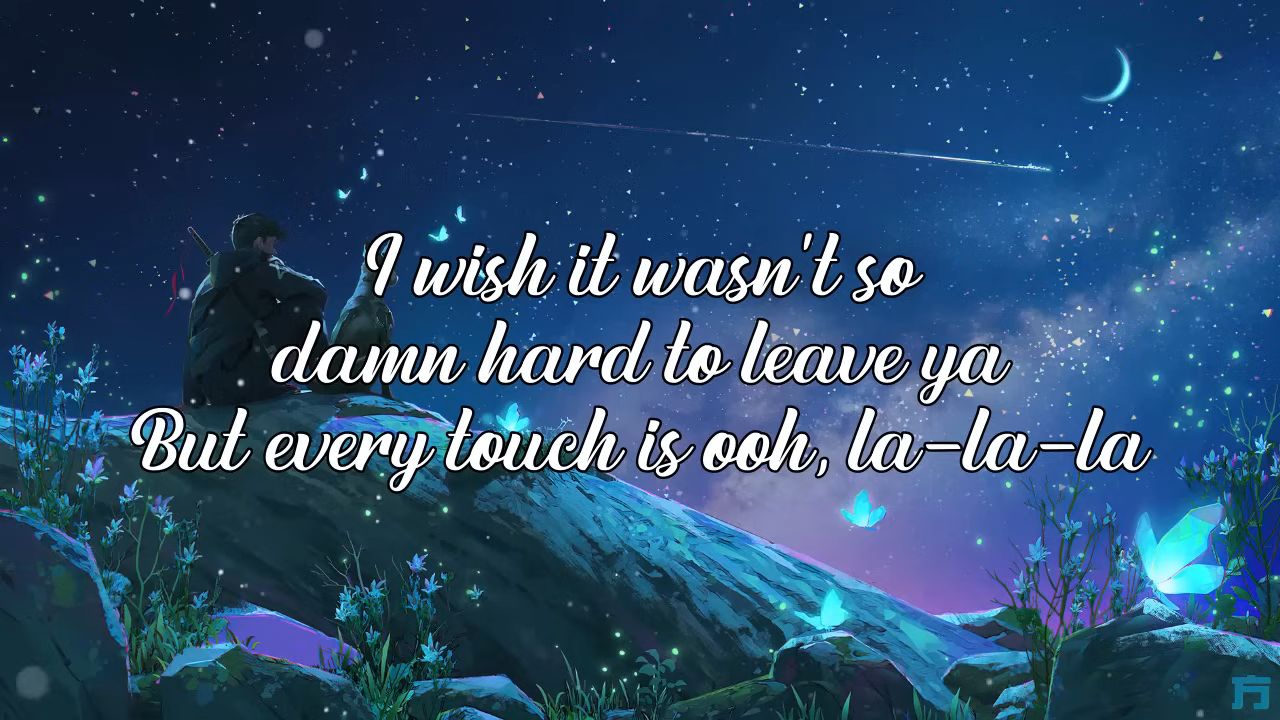 I wish it wasn't so
damn hard to leave ya
But every touch is ooh, la-la-la